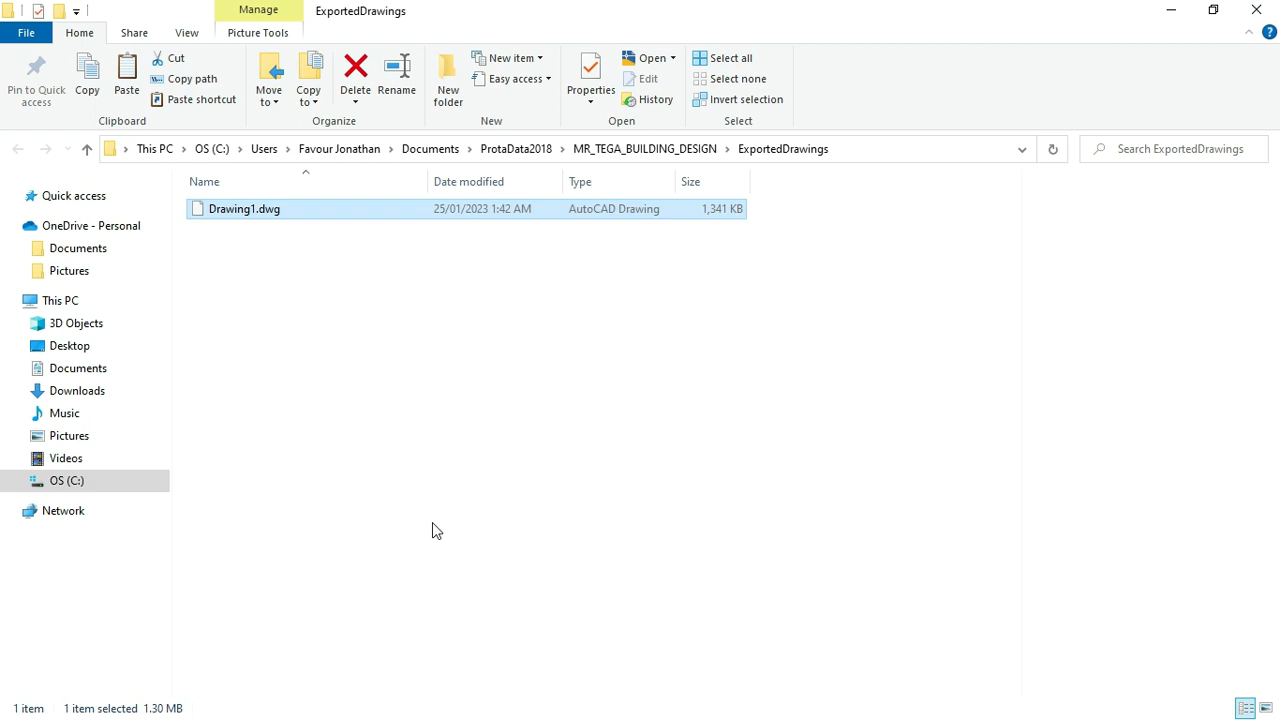 Manage
ExportedDrawings
File
Home
Share
View
Picture Tools
Pin to Quick access
Copy
Paste
Cut
Copy path
Paste shortcut
Clipboard
Move to
Copy to
Delete
Rename
Organize
New folder
New item
Easy access
New
Properties
Open
Edit
History
Open
Select all
Select none
Invert selection
Select
This PC
OS (C:)
Users
Favour Jonathan
Documents
ProtaData2018
MR_TEGA_BUILDING_DESIGN
ExportedDrawings
Search ExportedDrawings
Name
Date modified
Type
Size
Drawing1.dwg
25/01/2023 1:42 AM
AutoCAD Drawing
1,341 KB
Quick access
OneDrive - Personal
Documents
Pictures
This PC
3D Objects
Desktop
Documents
Downloads
Music
Pictures
Videos
OS (C:)
Network
1 item
1 item selected 1.30 MB